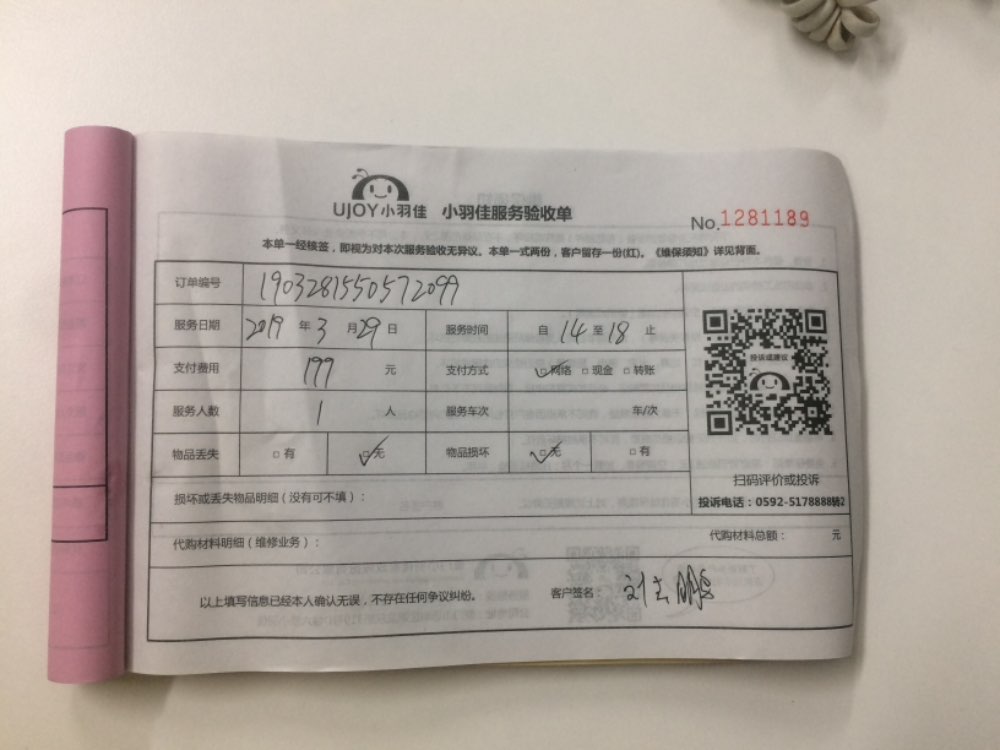 UJOY小羽佳 小羽佳服务验收单
No.1281189
本单一经核签，即视为对本次服务验收无异议。本单一式两份，客户留存一份(红)。《维保须知》详见背面。
订单编号 1903281550572099
服务日期 2019 年 3 月 29 日 服务时间 自 14 至 18 止
支付费用 199 元 支付方式 ☑网络 □现金 □转账
服务人数 1 人 服务车次 车/次
物品丢失 □有 ☑无 物品损坏 ☑无 □有
投诉或建议
扫码评价或投诉
投诉电话：0592-5178888转2
损坏或丢失物品明细（没有可不填）：
代购材料明细（维修业务）： 代购材料总额： 元
以上填写信息已经本人确认无误，不存在任何争议纠纷。 客户签名：